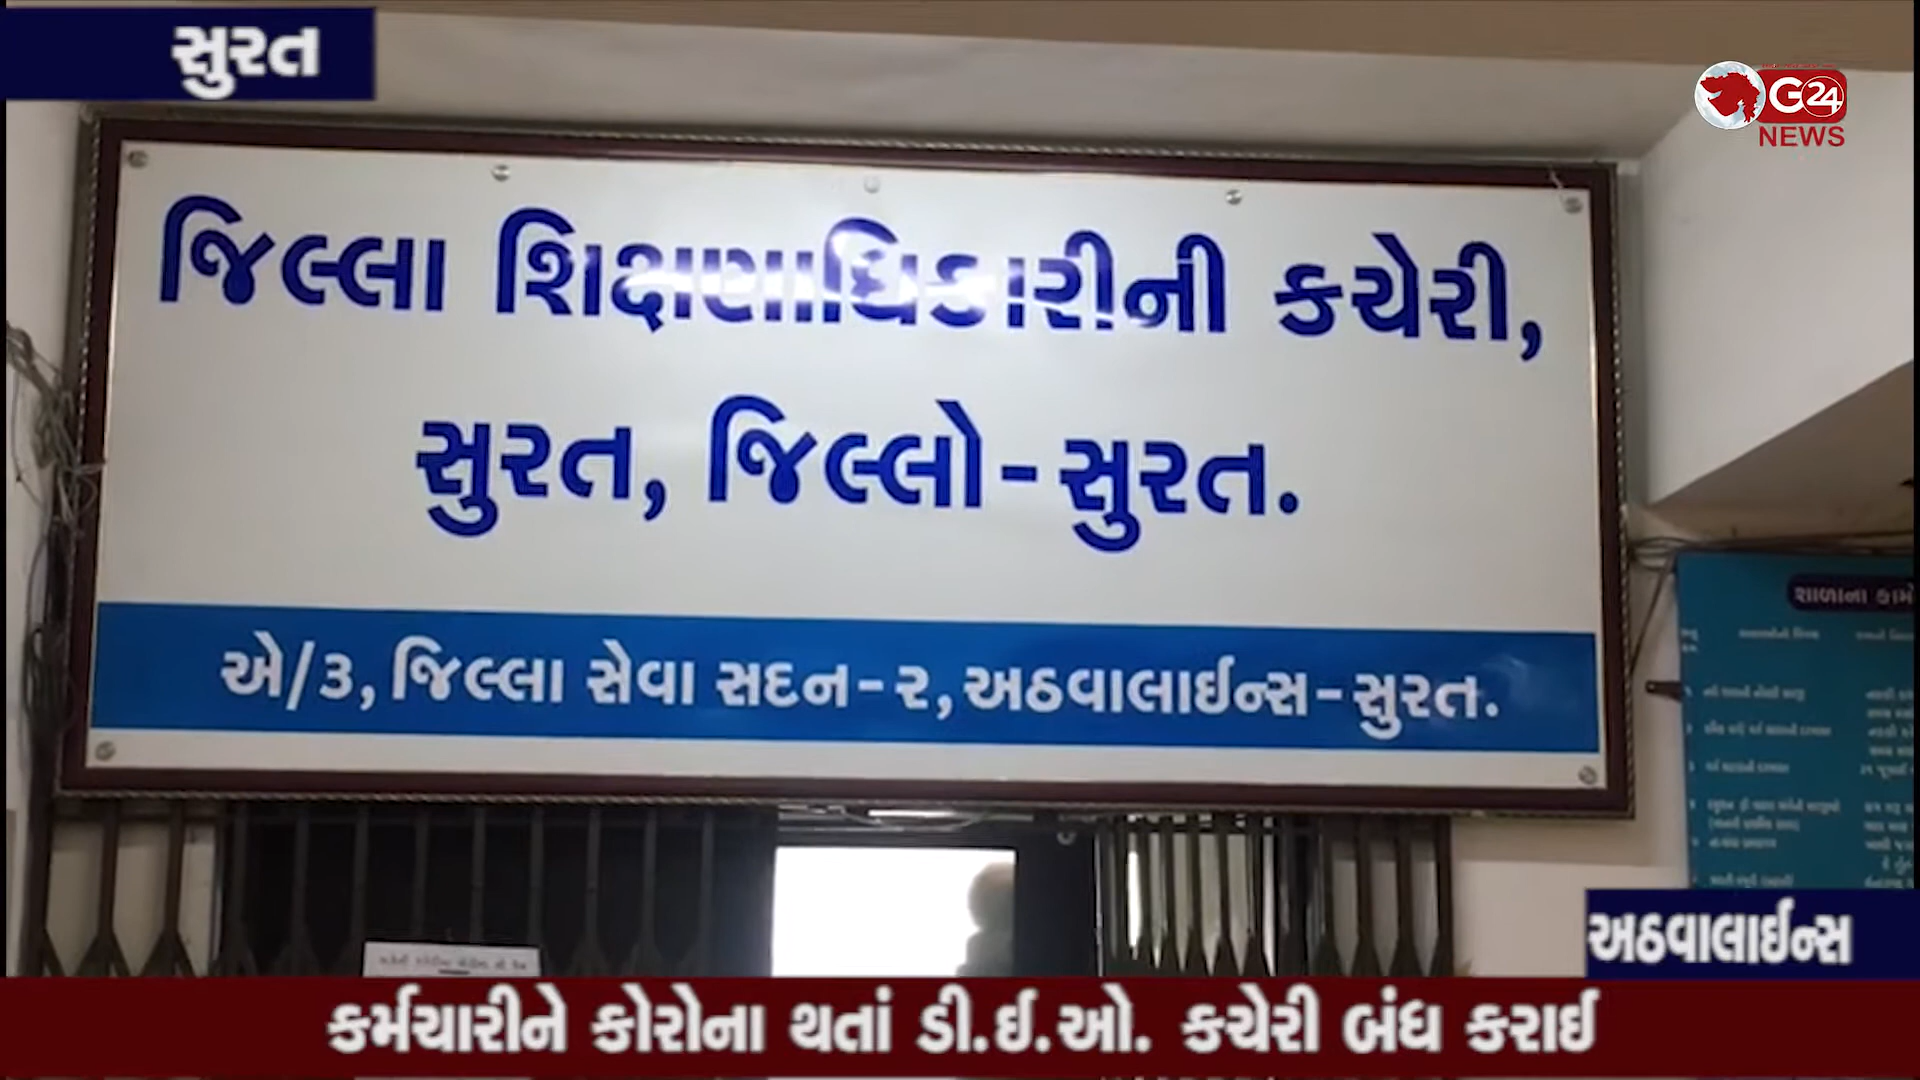 સુરત
G24
NEWS
જિલ્લા શિક્ષણાધિકારીની કચેરી,
સુરત, જિલ્લો-સુરત.
એ/૩, જિલ્લા સેવા સદન-૨, અઠવાલાઈન્સ-સુરત.
શાળાના
અઠવાલાઈન્સ
કર્મચારીને કોરોના થતાં ડી.ઈ.ઓ. કચેરી બંધ કરાઈ